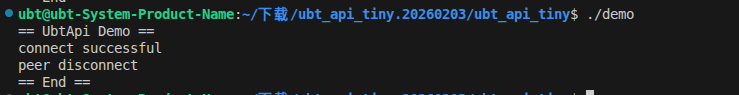 ubt@ubt-System-Product-Name:~/下载/ubt_api_tiny.20260203/ubt_api_tiny$ ./demo
== UbtApi Demo ==
connect successful
peer disconnect
== End ==